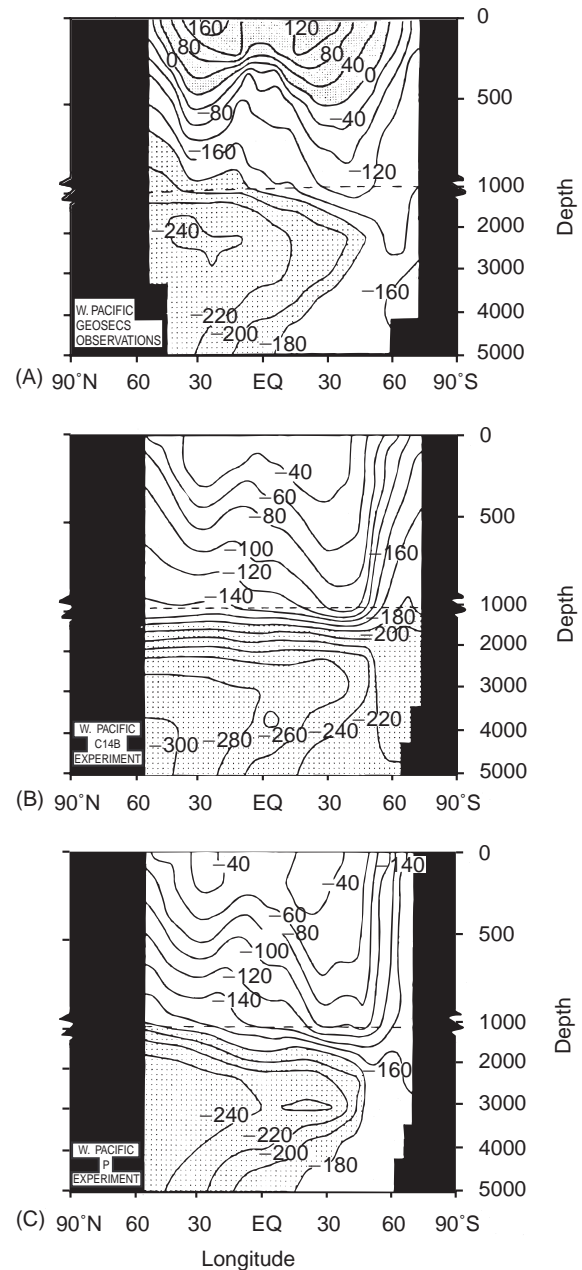 160 120 0
80 80
0 40 0
−40 500
−80
−160
−120
1000
2000
−240
3000
−160
−220 4000
−200
−180 5000
W. PACIFIC
GEOSECS
OBSERVATIONS
Depth
(A) 90°N 60 30 EQ 30 60 90°S
0
−40
−60
−80 500
−100
−120 −160
−140 1000
−180
−200
2000
3000
−220
−300 −280 −260 −240 4000
5000
W. PACIFIC
C14B
EXPERIMENT
Depth
(B) 90°N 60 30 EQ 30 60 90°S
−140 0
−40 −40
−60
−80 500
−100
−120
−140
1000
2000
−160
−240 3000
−220
−200 4000
−180
5000
W. PACIFIC
P
EXPERIMENT
Depth
(C) 90°N 60 30 EQ 30 60 90°S
Longitude